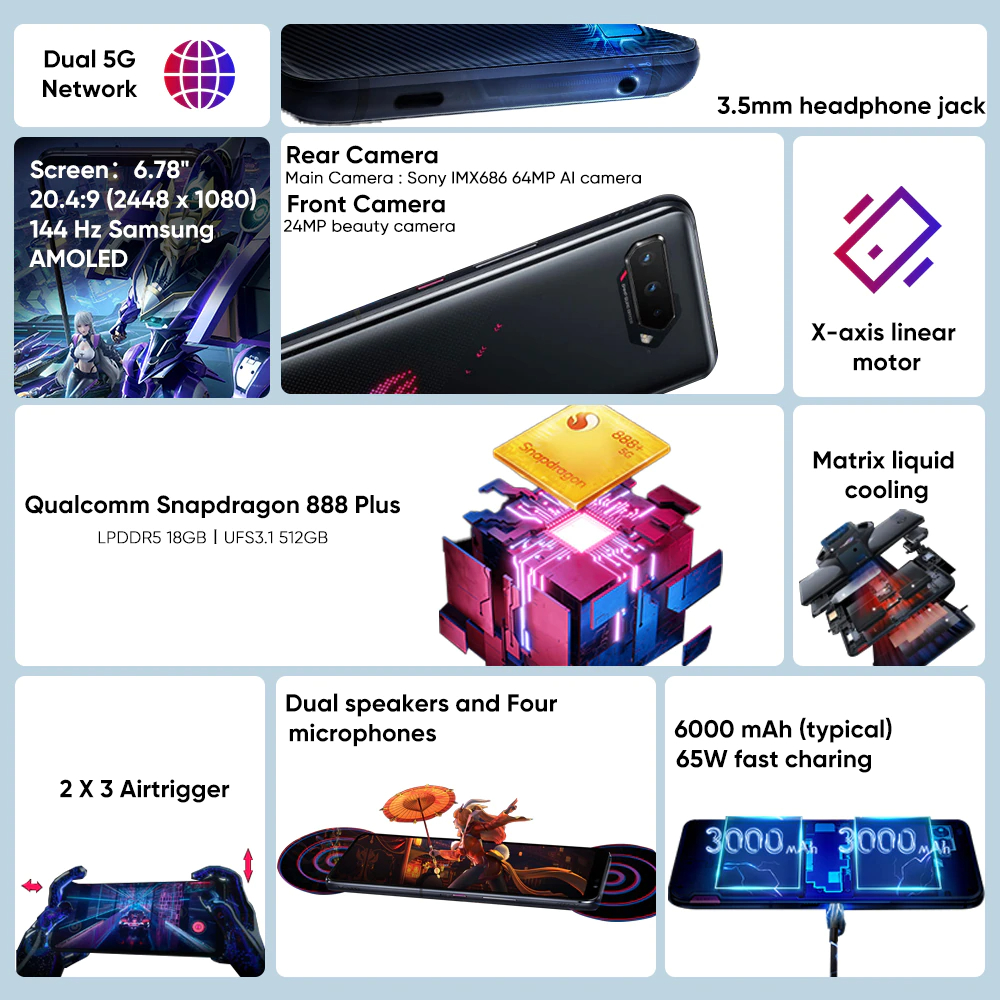 Dual 5G
Network
3.5mm headphone jack
Screen：6.78"
20.4:9 (2448 x 1080)
144 Hz Samsung
AMOLED
Rear Camera
Main Camera : Sony IMX686 64MP AI camera
Front Camera
24MP beauty camera
X-axis linear
motor
Qualcomm Snapdragon 888 Plus
LPDDR5 18GB | UFS3.1 512GB
888+
5G
Snapdragon
Matrix liquid
cooling
2 X 3 Airtrigger
Dual speakers and Four
microphones
6000 mAh (typical)
65W fast charing
3000mAh 3000mAh